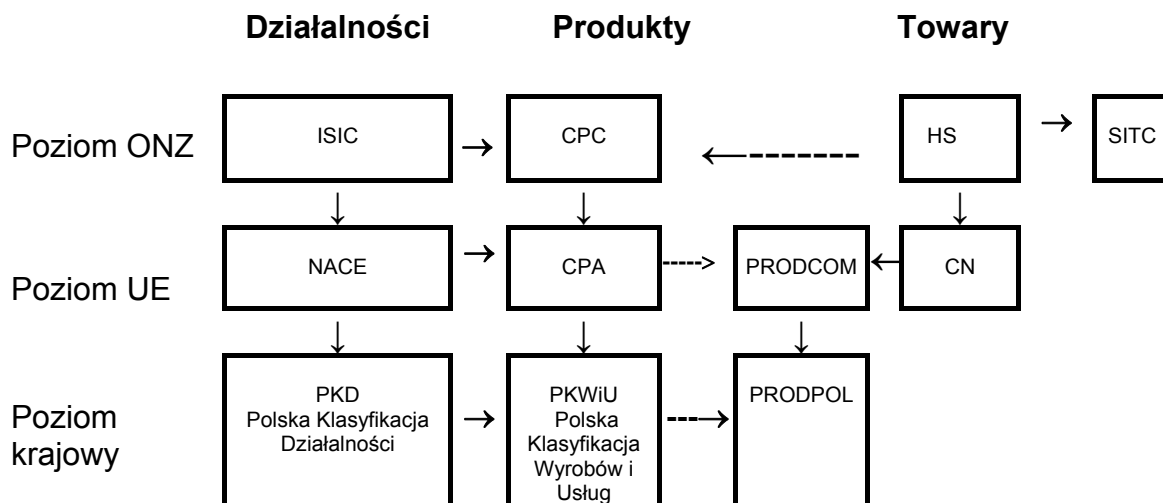 Działalności Produkty Towary
Poziom ONZ ISIC CPC HS SITC
Poziom UE NACE CPA PRODCOM CN
Poziom
krajowy
PKD
Polska Klasyfikacja
Działalności
PKWiU
Polska
Klasyfikacja
Wyrobów i
Usług
PRODPOL